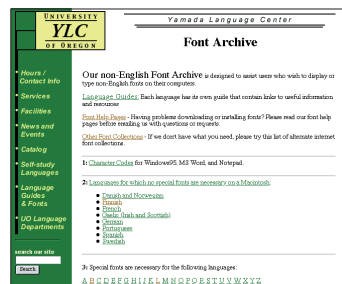 UNIVERSITY
YLC
OF OREGON
Yamada Language Center
Font Archive
• Hours /
Contact Info
• Services
• Facilities
• News and
Events
• Catalog
• Self-study
Languages
• Language
Guides
& Fonts
• UO Language
Departments
search our site
Search
Our non-English Font Archive is designed to assist users who wish to display or
type non-English fonts on their computers.
Language Guides: Each language has its own guide that contain links to useful information
and resources
Font Help Pages - Having problems downloading or installing fonts? Please read our font help
pages before emailing us with questions or requests.
Other Font Collections - If we don't have what you need, please try this list of alternate internet
font collections.
1: Character Codes for Windows95, MS Word, and Notepad.
2: Languages for which no special fonts are necessary on a Macintosh:
• Danish and Norwegian
• Finnish
• French
• Gaelic (Irish and Scottish)
• German
• Portuguese
• Spanish
• Swedish
3: Special fonts are necessary for the following languages:
A B C D E F G H I J K L M N O P Q R S T U V W X Y Z